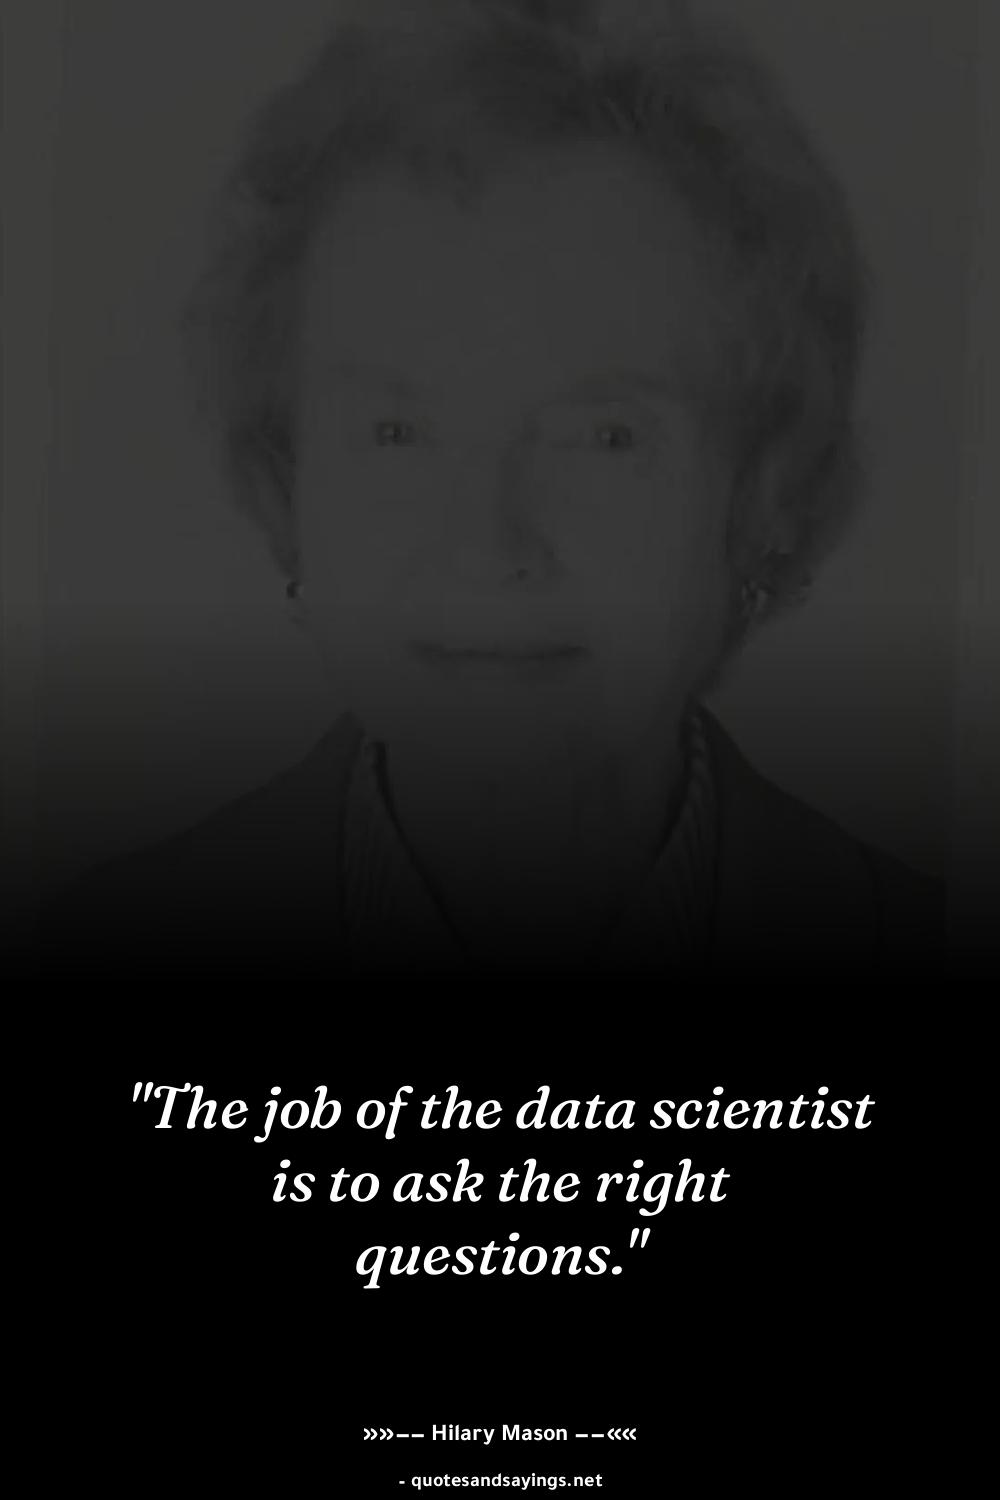 "The job of the data scientist
is to ask the right
questions."
»»–– Hilary Mason ––««
- quotesandsayings.net